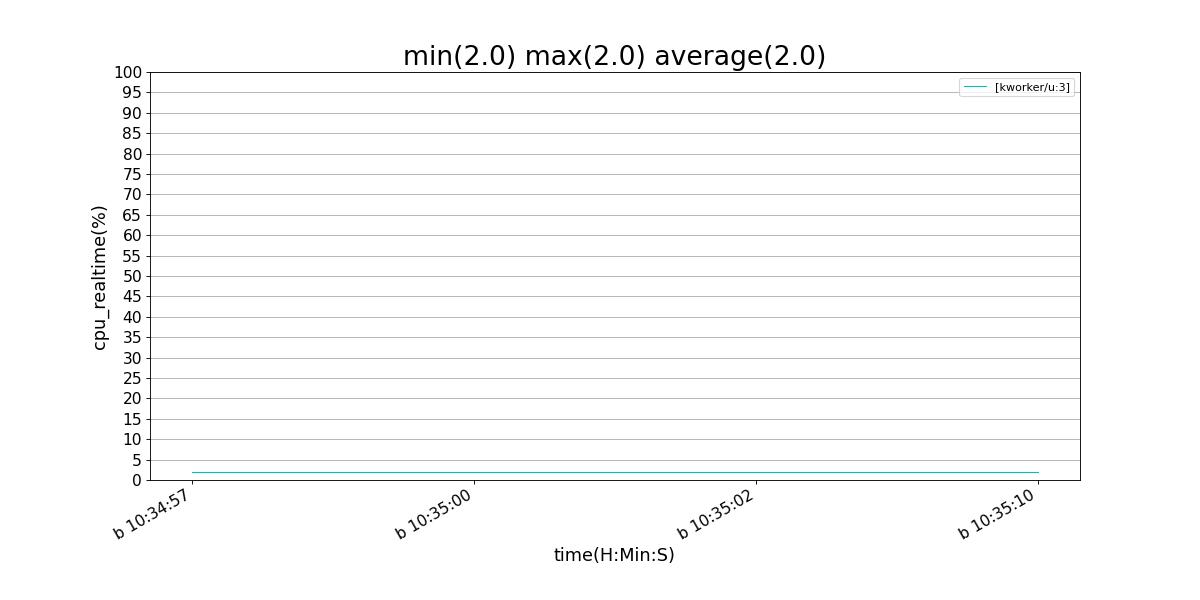 min(2.0) max(2.0) average(2.0)
[kworker/u:3]
100
95
90
85
80
75
70
65
60
55
50
45
40
35
30
25
20
15
10
5
0
cpu_realtime(%)
b 10:34:57
b 10:35:00
b 10:35:02
b 10:35:10
time(H:Min:S)